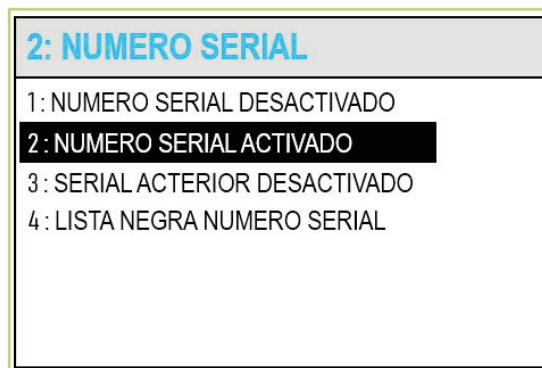 2: NUMERO SERIAL
1: NUMERO SERIAL DESACTIVADO
2 : NUMERO SERIAL ACTIVADO
3 : SERIAL ACTERIOR DESACTIVADO
4 : LISTA NEGRA NUMERO SERIAL